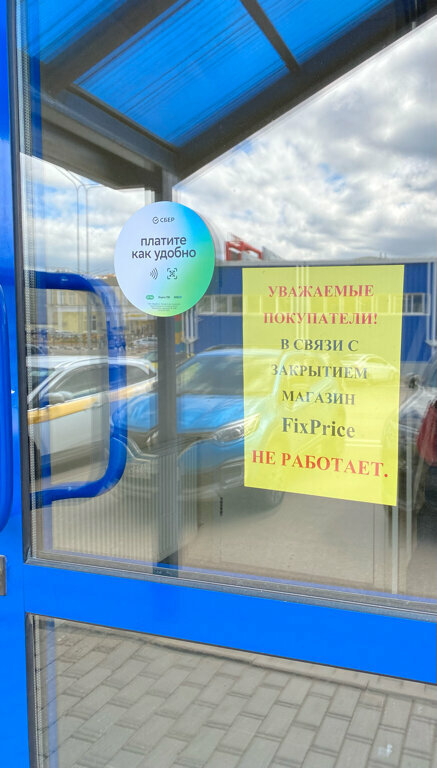 СБЕР
платите
как удобно
УВАЖАЕМЫЕ
ПОКУПАТЕЛИ!
В СВЯЗИ С
ЗАКРЫТИЕМ
МАГАЗИН
FixPrice
НЕ РАБОТАЕТ.